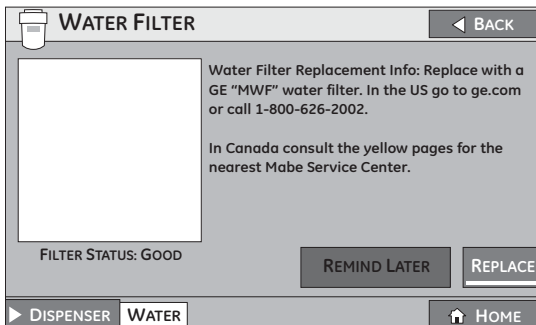 WATER FILTER
BACK
Water Filter Replacement Info: Replace with a
GE “MWF” water filter. In the US go to ge.com
or call 1-800-626-2002.
In Canada consult the yellow pages for the
nearest Mabe Service Center.
FILTER STATUS: GOOD
REMIND LATER
REPLACE
DISPENSER
WATER
HOME